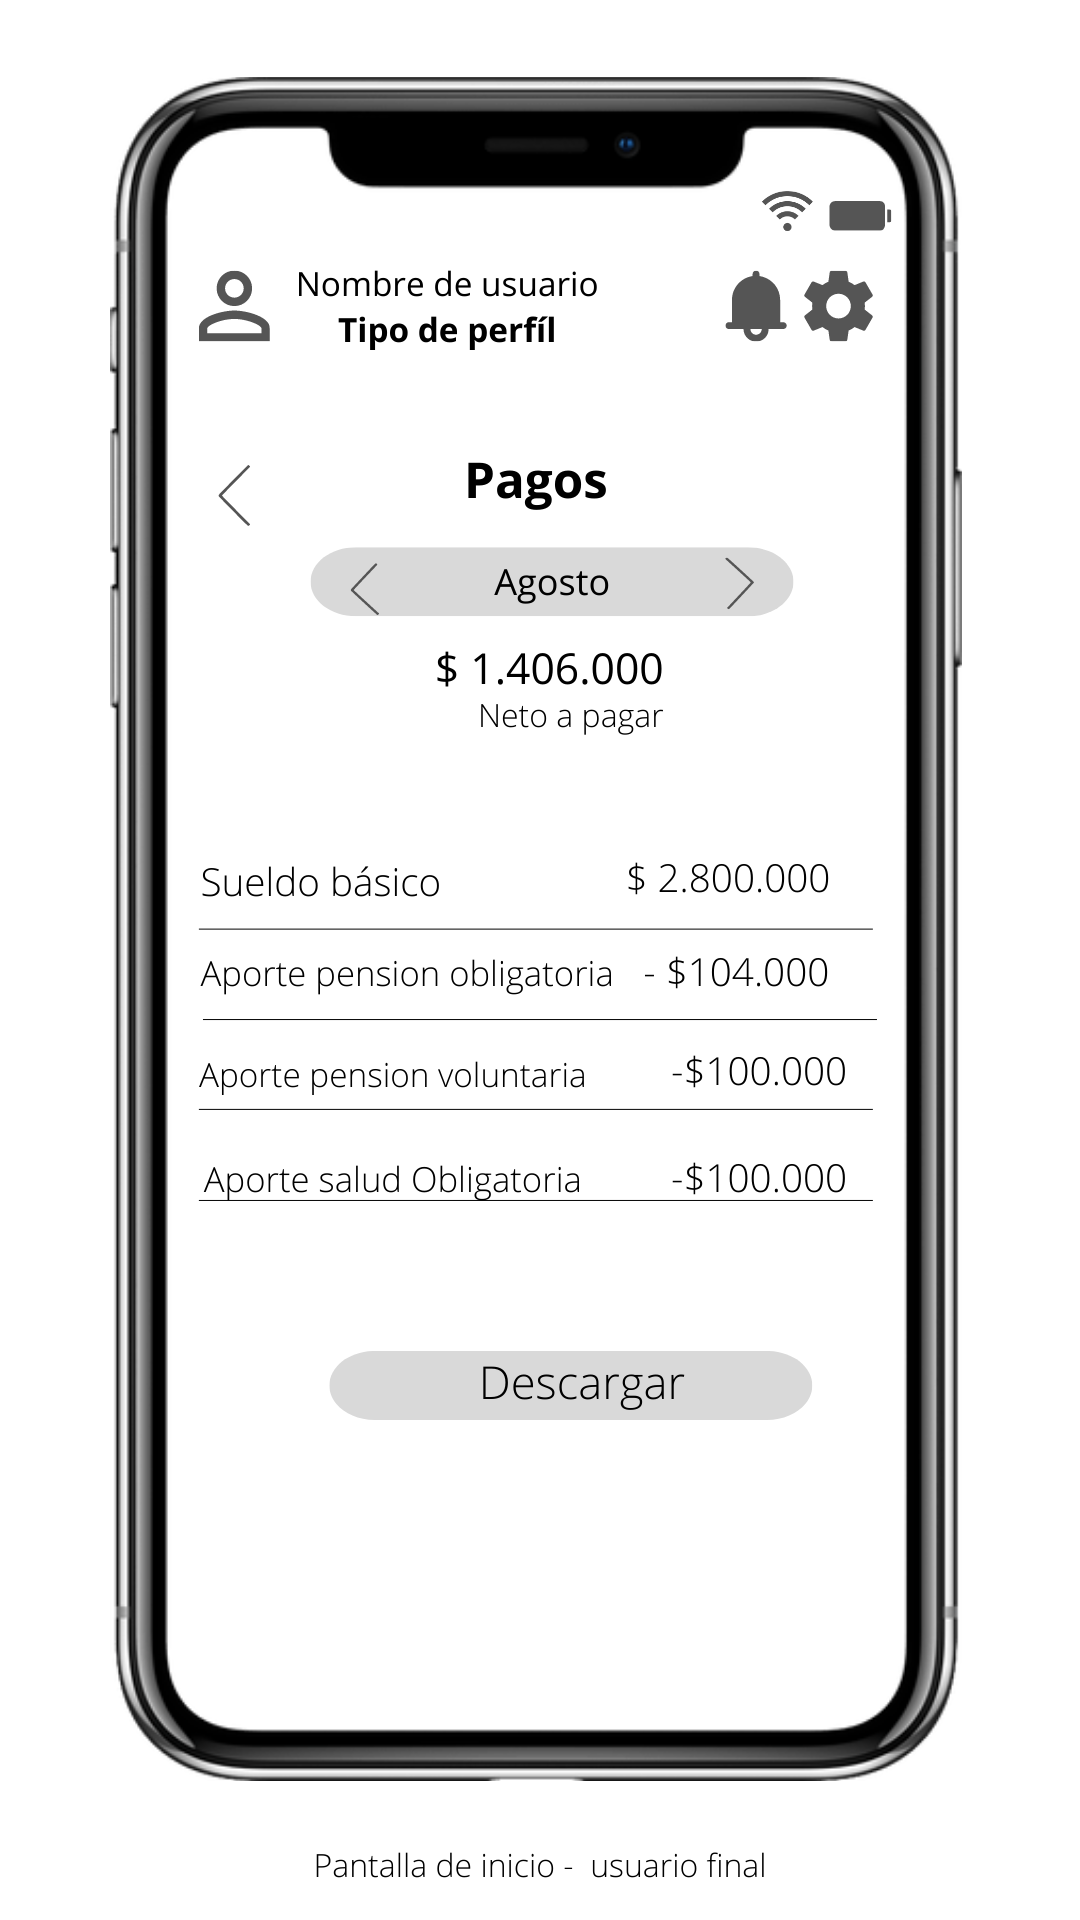 Nombre de usuario
Tipo de perfíl
Pagos
Agosto
$ 1.406.000
Neto a pagar
Sueldo básico $ 2.800.000
Aporte pension obligatoria - $104.000
Aporte pension voluntaria -$100.000
Aporte salud Obligatoria -$100.000
Descargar
Pantalla de inicio - usuario final